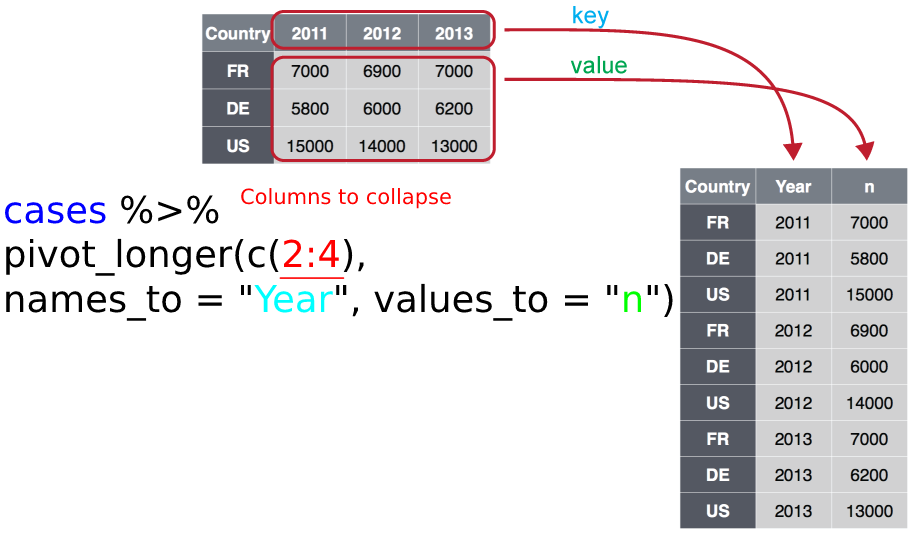 key
Country 2011 2012 2013
value
FR 7000 6900 7000
DE 5800 6000 6200
US 15000 14000 13000
Columns to collapse
cases %>%
pivot_longer(c(2:4),
names_to = "Year", values_to = "n")
Country Year n
FR 2011 7000
DE 2011 5800
US 2011 15000
FR 2012 6900
DE 2012 6000
US 2012 14000
FR 2013 7000
DE 2013 6200
US 2013 13000